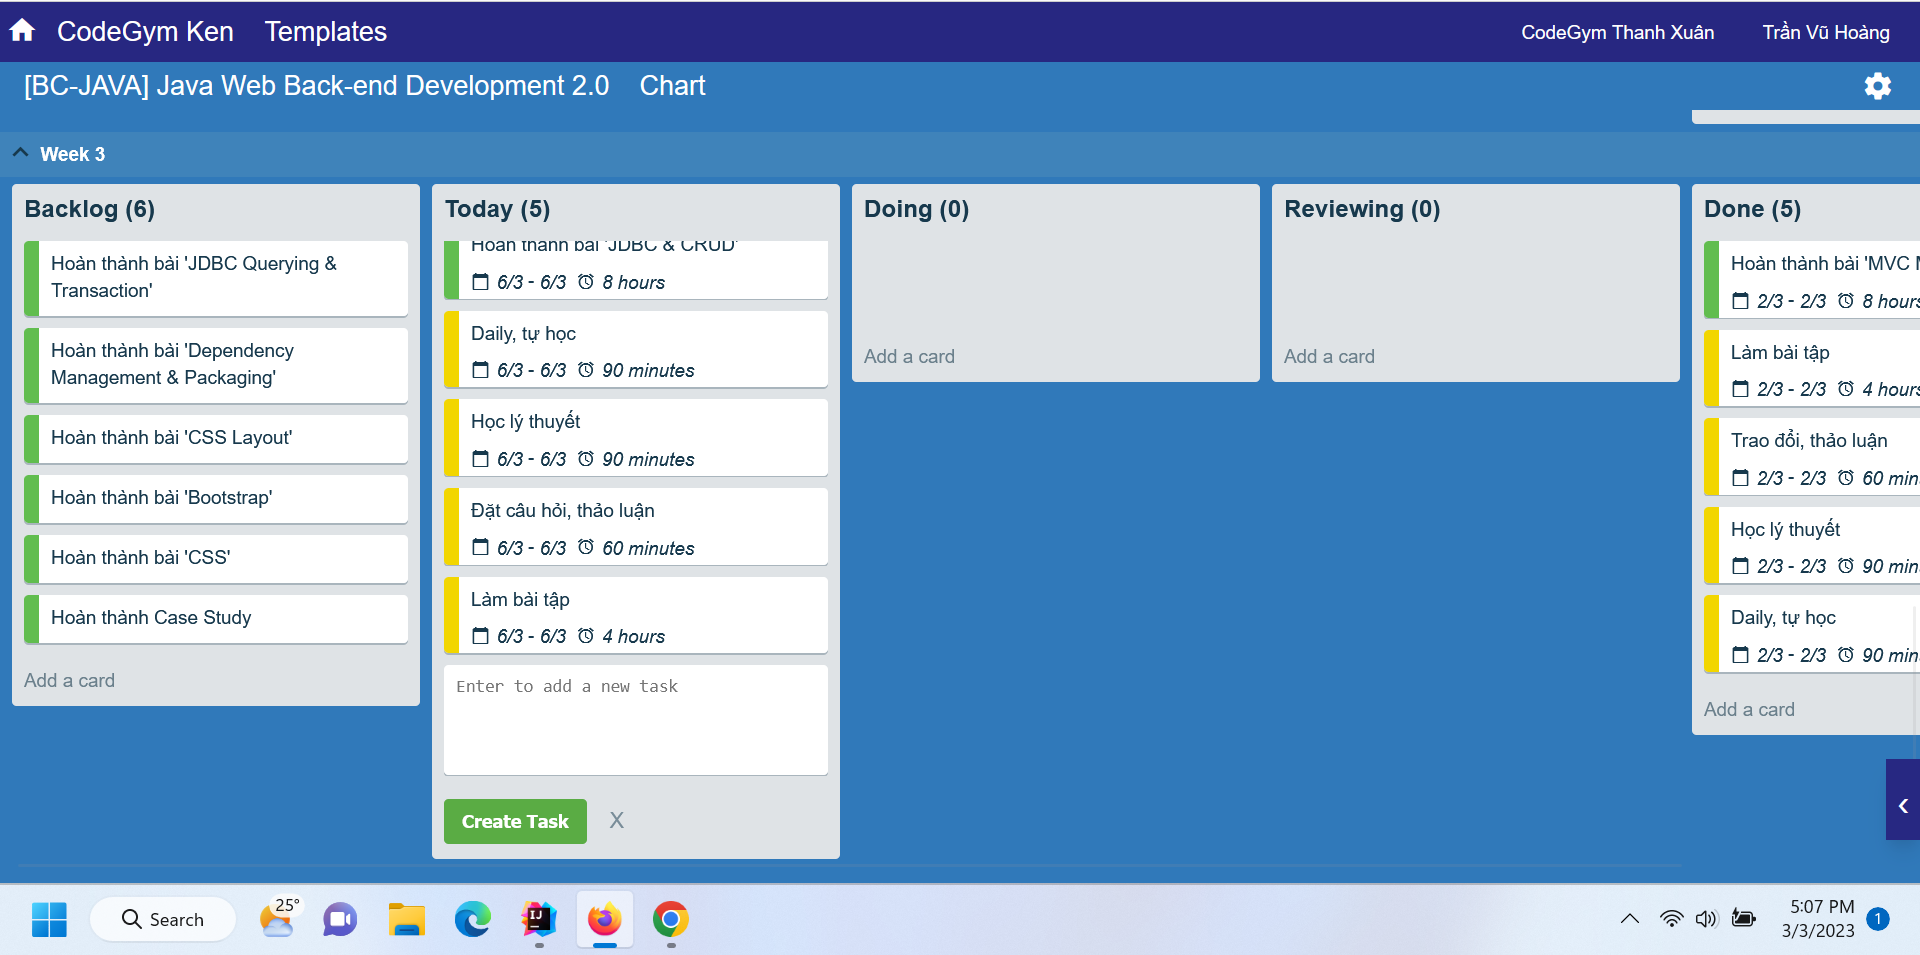 CodeGym Ken
Templates
CodeGym Thanh Xuân
Trần Vũ Hoàng
[BC-JAVA] Java Web Back-end Development 2.0
Chart
Week 3
Backlog (6)
Hoàn thành bài 'JDBC Querying &
Transaction'
Hoàn thành bài 'Dependency
Management & Packaging'
Hoàn thành bài 'CSS Layout'
Hoàn thành bài 'Bootstrap'
Hoàn thành bài 'CSS'
Hoàn thành Case Study
Add a card
Today (5)
Hoàn thành bài 'JDBC & CRUD'
6/3 - 6/3 8 hours
Daily, tự học
6/3 - 6/3 90 minutes
Học lý thuyết
6/3 - 6/3 90 minutes
Đặt câu hỏi, thảo luận
6/3 - 6/3 60 minutes
Làm bài tập
6/3 - 6/3 4 hours
Enter to add a new task
Create Task
X
Doing (0)
Add a card
Reviewing (0)
Add a card
Done (5)
Hoàn thành bài 'MVC
2/3 - 2/3 8 hours
Làm bài tập
2/3 - 2/3 4 hours
Trao đổi, thảo luận
2/3 - 2/3 60 min
Học lý thuyết
2/3 - 2/3 90 min
Daily, tự học
2/3 - 2/3 90 min
Add a card
25°
Search
IJ
5:07 PM
3/3/2023
1